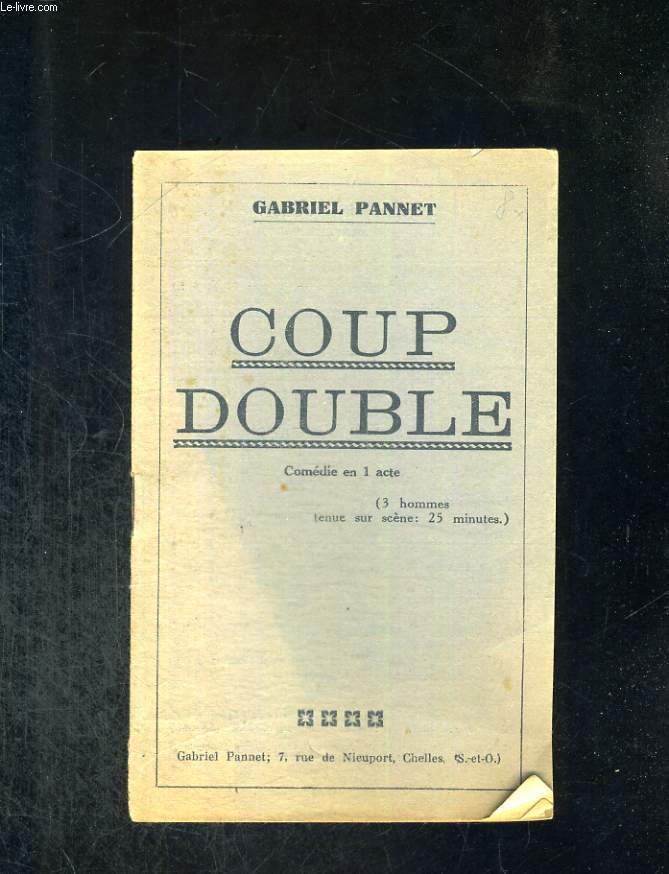 Le-livre.com
GABRIEL PANNET
COUP
DOUBLE
Comédie en 1 acte
(3 hommes
tenue sur scène: 25 minutes.)
Gabriel Pannet; 7, rue de Nieuport, Chelles, (S.-et-O.)